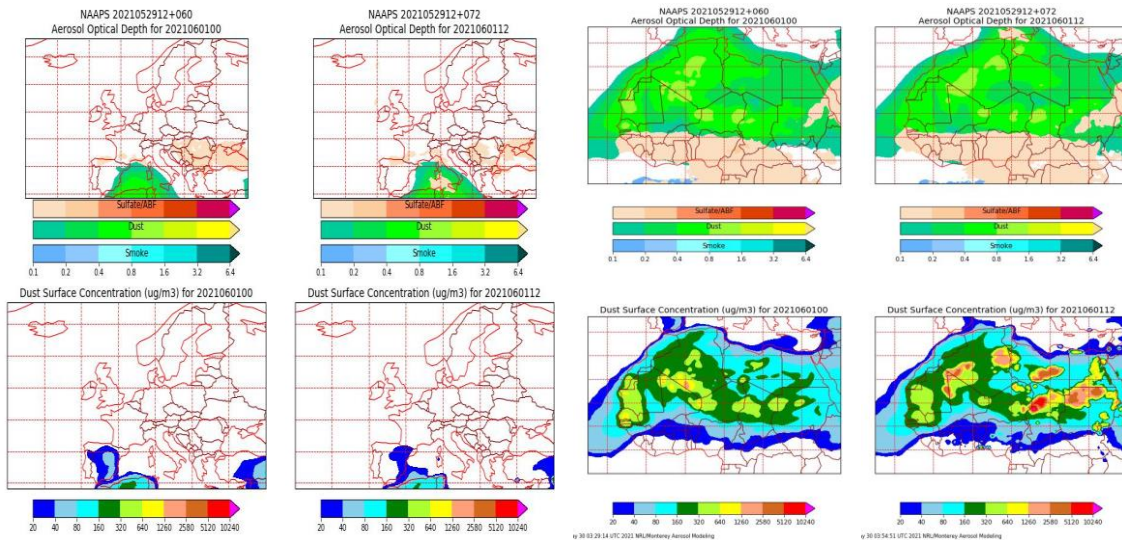 NAAPS 2021052912+060
Aerosol Optical Depth for 2021060100
NAAPS 2021052912+072
Aerosol Optical Depth for 2021060112
NAAPS 2021052912+060
Aerosol Optical Depth for 2021060100
NAAPS 2021052912+072
Aerosol Optical Depth for 2021060112
Sulfate/ABF
Dust
Smoke
0.1 0.2 0.4 0.8 1.6 3.2 6.4
Sulfate/ABF
Dust
Smoke
0.1 0.2 0.4 0.8 1.6 3.2 6.4
Sulfate/ABF
Dust
Smoke
0.1 0.2 0.4 0.8 1.6 3.2 6.4
Sulfate/ABF
Dust
Smoke
0.1 0.2 0.4 0.8 1.6 3.2 6.4
Dust Surface Concentration (ug/m3) for 2021060100
Dust Surface Concentration (ug/m3) for 2021060112
Dust Surface Concentration (ug/m3) for 2021060100
Dust Surface Concentration (ug/m3) for 2021060112
20 40 80 160 320 640 1260 2580 5120 10240
20 40 80 160 320 640 1260 2580 5120 10240
20 40 80 160 320 640 1260 2580 5120 10240
20 40 80 160 320 640 1260 2580 5120 10240
ay 30 03:29:14 UTC 2021 NRL/Monterey Aerosol Modeling
ay 30 03:54:51 UTC 2021 NRL/Monterey Aerosol Modeling